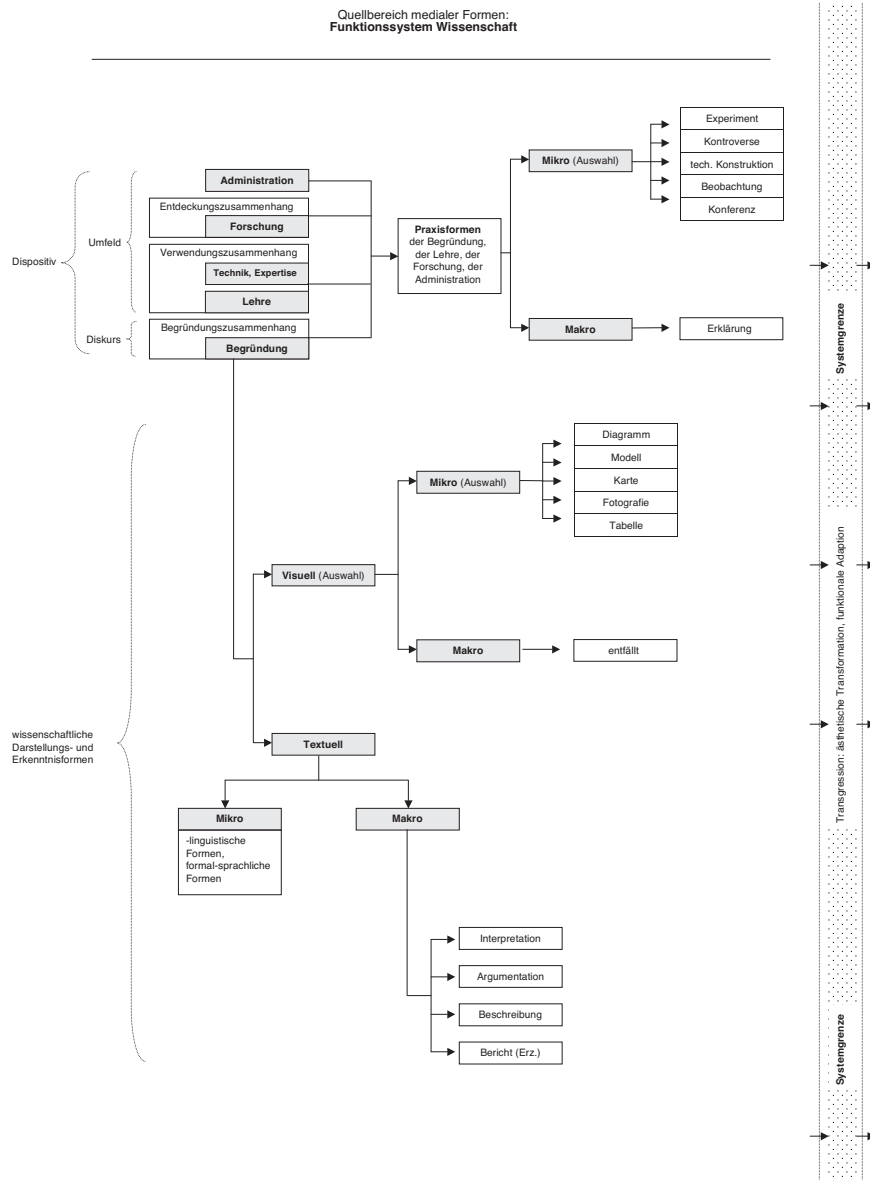 Quellbereich medialer Formen:
Funktionssystem Wissenschaft
Dispositiv
Umfeld
Diskurs
Administration
Entdeckungszusammenhang
Forschung
Verwendungszusammenhang
Technik, Expertise
Lehre
Begründungszusammenhang
Begründung
Praxisformen
der Begründung,
der Lehre, der
Forschung, der
Administration
Mikro (Auswahl)
Experiment
Kontroverse
tech. Konstruktion
Beobachtung
Konferenz
Makro
Erklärung
wissenschaftliche
Darstellungs- und
Erkenntnisformen
Visuell (Auswahl)
Mikro (Auswahl)
Diagramm
Modell
Karte
Fotografie
Tabelle
Makro
entfällt
Textuell
Mikro
-linguistische
Formen,
formal-sprachliche
Formen
Makro
Interpretation
Argumentation
Beschreibung
Bericht (Erz.)
Systemgrenze
Transgression: ästhetische Transformation, funktionale Adaption
Systemgrenze